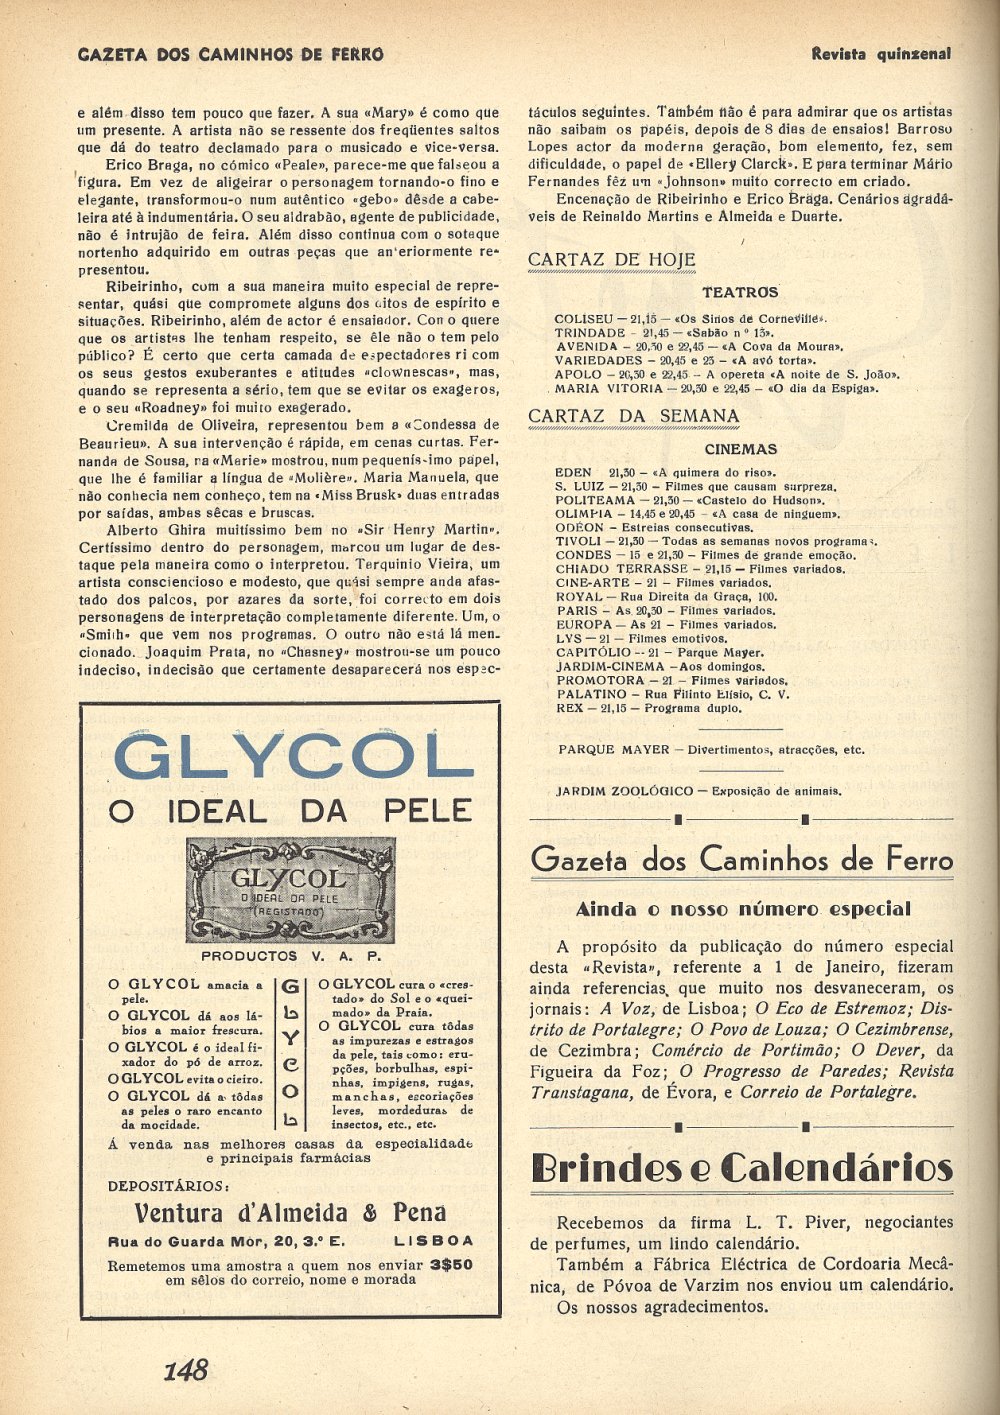 GAZETA DOS CAMINHOS DE FERRO
Revista quinzenal
e além disso tem pouco que fazer. A sua «Mary» é como que
um presente. A artista não se ressente dos freqüentes saltos
que dá do teatro declamado para o musicado e vice-versa.
Erico Braga, no cómico «Peale», parece-me que falseou a
figura. Em vez de aligeirar o personagem tornando-o fino e
elegante, transformou-o num autêntico «gebo» dêsde a cabe-
leira até à indumentária. O seu aldrabão, agente de publicidade,
não é intrujão de feira. Além disso continua com o sotaque
nortenho adquirido em outras peças que anteriormente re-
presentou.
Ribeirinho, com a sua maneira muito especial de repre-
sentar, quási que compromete alguns dos ditos de espírito e
situações. Ribeirinho, além de actor é ensaiador. Como quere
que os artistas lhe tenham respeito, se êle não o tem pelo
público? É certo que certa camada de espectadores ri com
os seus gestos exuberantes e atitudes «clownescas», mas,
quando se representa a sério, tem que se evitar os exageros,
e o seu «Roadney» foi muito exagerado.
Cremilda de Oliveira, representou bem a «Condessa de
Beaurieu». A sua intervenção é rápida, em cenas curtas. Fer-
nanda de Sousa, na «Marie» mostrou, num pequeníssimo papel,
que lhe é familiar a língua de «Molière». Maria Manuela, que
não conhecia nem conheço, tem na «Miss Brusk» duas entradas
por saídas, ambas sêcas e bruscas.
Alberto Ghira muitíssimo bem no «Sir Henry Martin».
Certíssimo dentro do personagem, marcou um lugar de des-
taque pela maneira como o interpretou. Terquinio Vieira, um
artista consciencioso e modesto, que quási sempre anda afas-
tado dos palcos, por azares da sorte, foi correcto em dois
personagens de interpretação completamente diferente. Um, o
«Smith» que vem nos programas. O outro não está lá men-
cionado. Joaquim Prata, no «Chasney» mostrou-se um pouco
indeciso, indecisão que certamente desaparecerá nos espec-
GLYCOL
O IDEAL DA PELE
GLYCOL
O IDEAL DA PELE
(REGISTADO)
PRODUCTOS V. A. P.
O GLYCOL amacia a
pele.
O GLYCOL dá aos lá-
bios a maior frescura.
O GLYCOL é o ideal fi-
xador do pó de arroz.
O GLYCOL evita o cieiro.
O GLYCOL dá a tôdas
as peles o raro encanto
da mocidade.
G
L
Y
C
O
L
O GLYCOL cura o «cres-
tado» do Sol e o «quei-
mado» da Praia.
O GLYCOL cura tôdas
as impurezas e estragos
da pele, tais como: eru-
pções, borbulhas, espi-
nhas, impigens, rugas,
manchas, escoriações
leves, mordeduras de
insectos, etc., etc.
Á venda nas melhores casas da especialidade
e principais farmácias
DEPOSITÁRIOS:
Ventura d'Almeida & Pena
Rua do Guarda Mór, 20, 3.º E. LISBOA
Remetemos uma amostra a quem nos enviar 3$50
em sêlos do correio, nome e morada
148
táculos seguintes. Também não é para admirar que os artistas
não saibam os papéis, depois de 8 dias de ensaios! Barroso
Lopes actor da moderna geração, bom elemento, fez, sem
dificuldade, o papel de «Ellery Clarck». E para terminar Mário
Fernandes fêz um «Johnson» muito correcto em criado.
Encenação de Ribeirinho e Erico Braga. Cenários agradá-
veis de Reinaldo Martins e Almeida e Duarte.
CARTAZ DE HOJE
TEATROS
COLISEU — 21,15 — «Os Sinos de Corneville».
TRINDADE - 21,45 — «Sabão n º 13».
AVENIDA — 20,30 e 22,45 — «A Cova da Moura».
VARIEDADES — 20,45 e 23 - «A avó torta».
APOLO — 20,30 e 22,45 - A opereta «A noite de S. João».
MARIA VITORIA — 20,30 e 22,45 - «O dia da Espiga».
CARTAZ DA SEMANA
CINEMAS
EDEN 21,30 — «A quimera do riso».
S. LUIZ — 21,30 - Filmes que causam surpreza.
POLITEAMA — 21,30 — «Castelo do Hudson».
OLIMPIA — 14,45 e 20,45 - «A casa de ninguem».
ODÉON — Estreias consecutivas.
TIVOLI — 21,30 — Todas as semanas novos programas.
CONDES — 15 e 21,30 — Filmes de grande emoção.
CHIADO TERRASSE — 21,15 — Filmes variados.
CINE-ARTE — 21 — Filmes variados.
ROYAL — Rua Direita da Graça, 100.
PARIS — As 20,30 — Filmes variados.
EUROPA — As 21 — Filmes variados.
LYS — 21 — Filmes emotivos.
CAPITÓLIO -- 21 — Parque Mayer.
JARDIM-CINEMA — Aos domingos.
PROMOTORA — 21 — Filmes variados.
PALATINO — Rua Filinto Elísio, C. V.
REX — 21,15 — Programa duplo.
PARQUE MAYER — Divertimentos, atracções, etc.
JARDIM ZOOLÓGICO — Exposição de animais.
Gazeta dos Caminhos de Ferro
Ainda o nosso número especial
A propósito da publicação do número especial
desta «Revista», referente a 1 de Janeiro, fizeram
ainda referencias, que muito nos desvaneceram, os
jornais: A Voz, de Lisboa; O Eco de Estremoz; Dis-
trito de Portalegre; O Povo de Louza; O Cezimbrense,
de Cezimbra; Comércio de Portimão; O Dever, da
Figueira da Foz; O Progresso de Paredes; Revista
Transtagana, de Évora, e Correio de Portalegre.
Brindes e Calendários
Recebemos da firma L. T. Piver, negociantes
de perfumes, um lindo calendário.
Também a Fábrica Eléctrica de Cordoaria Mecâ-
nica, de Póvoa de Varzim nos enviou um calendário.
Os nossos agradecimentos.